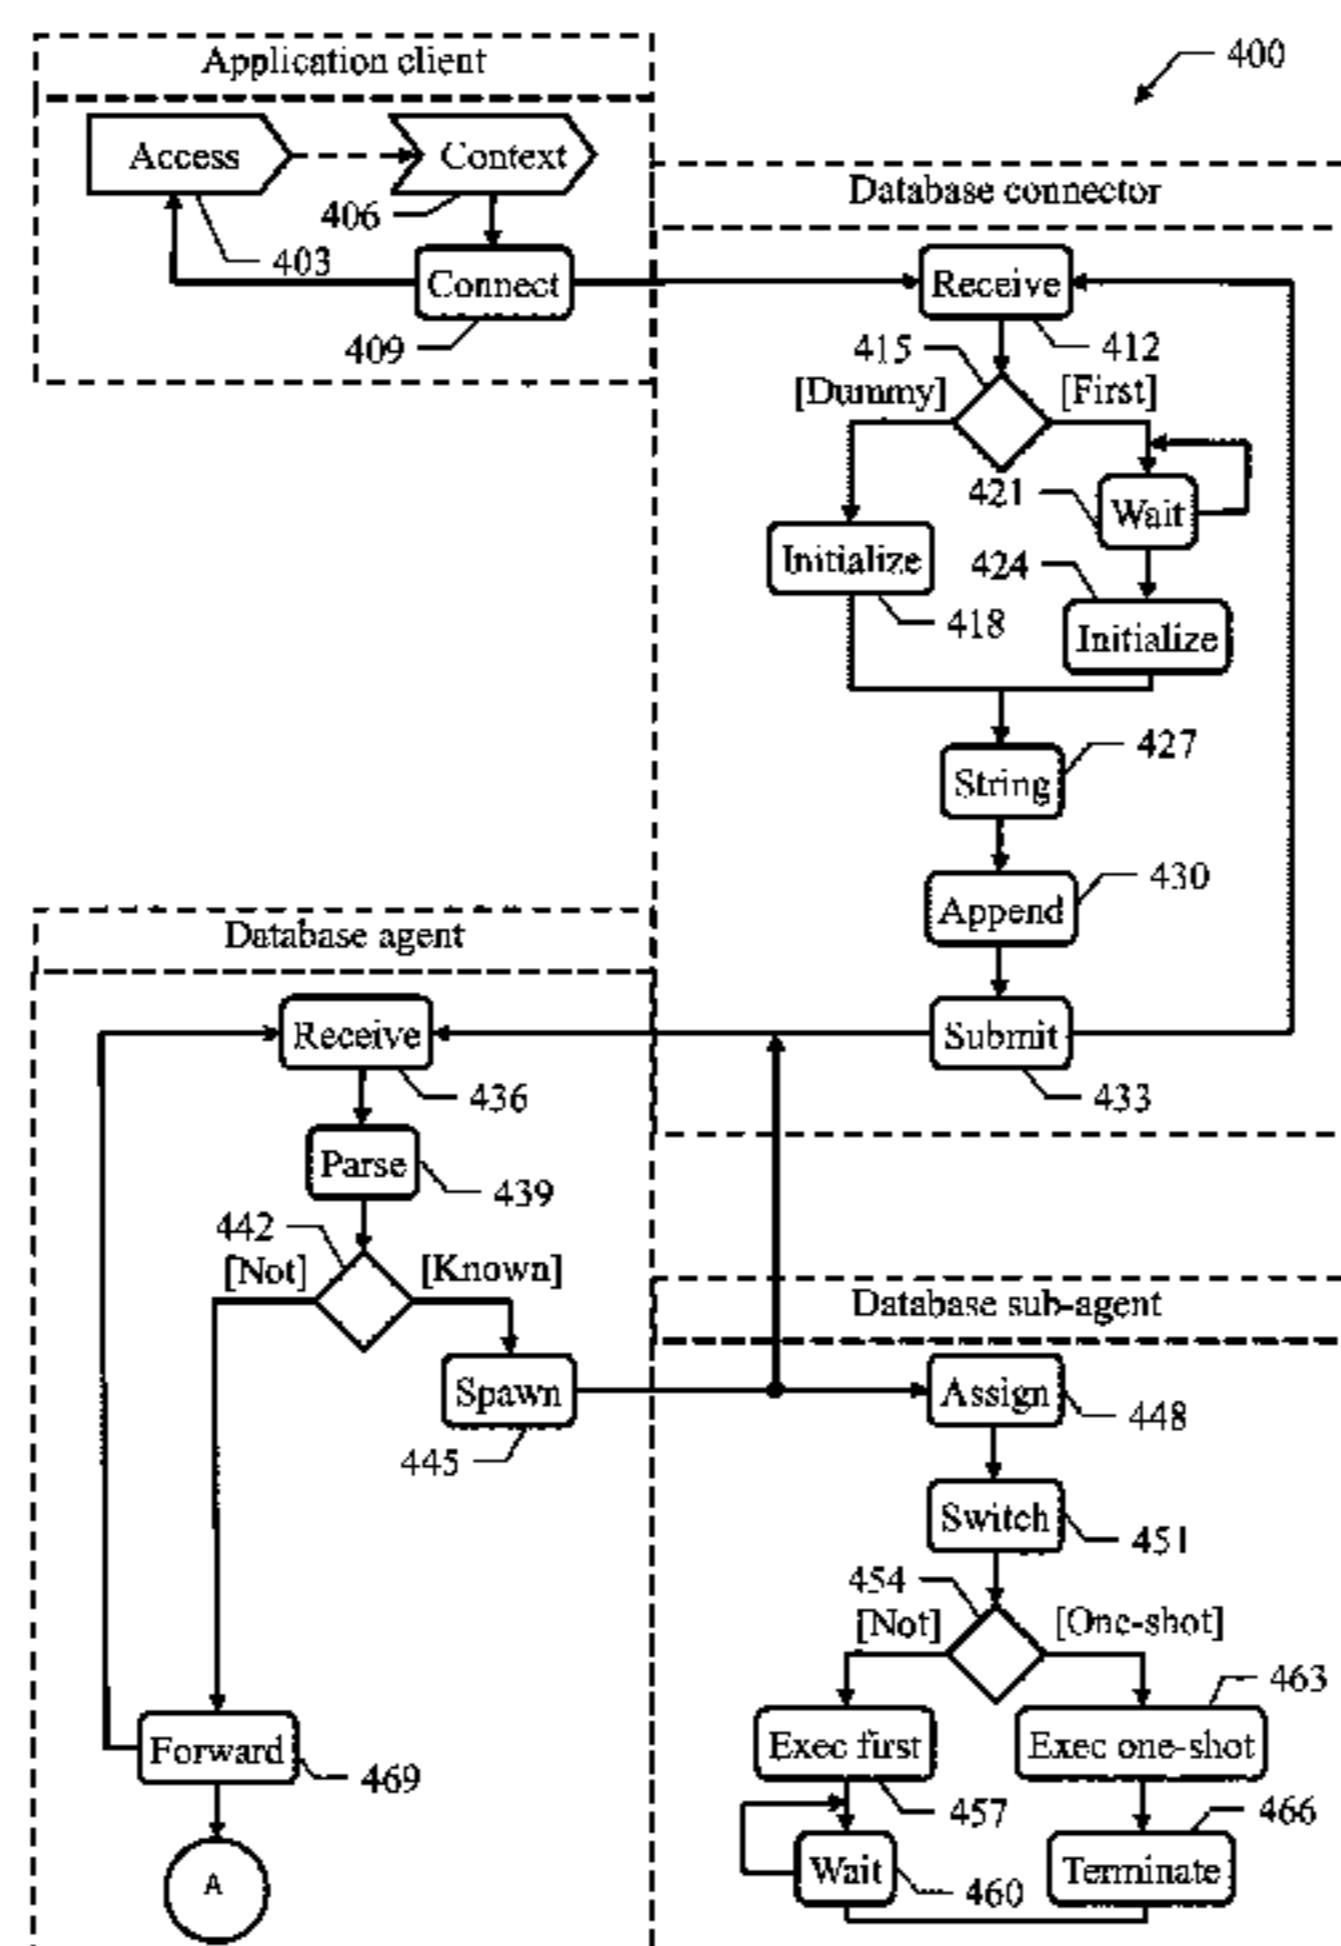 400
Application client
Access
Context
406
403
Connect
409
Database connector
Receive
412
415
[Dummy]
[First]
421
Wait
Initialize
418
424
Initialize
String
427
Append
430
Submit
433
Database agent
Receive
436
Parse
439
442
[Not]
[Known]
Spawn
445
Database sub-agent
Assign
448
Switch
451
454
[Not]
[One-shot]
463
Exec first
457
Exec one-shot
466
Wait
460
Terminate
Forward
469
A